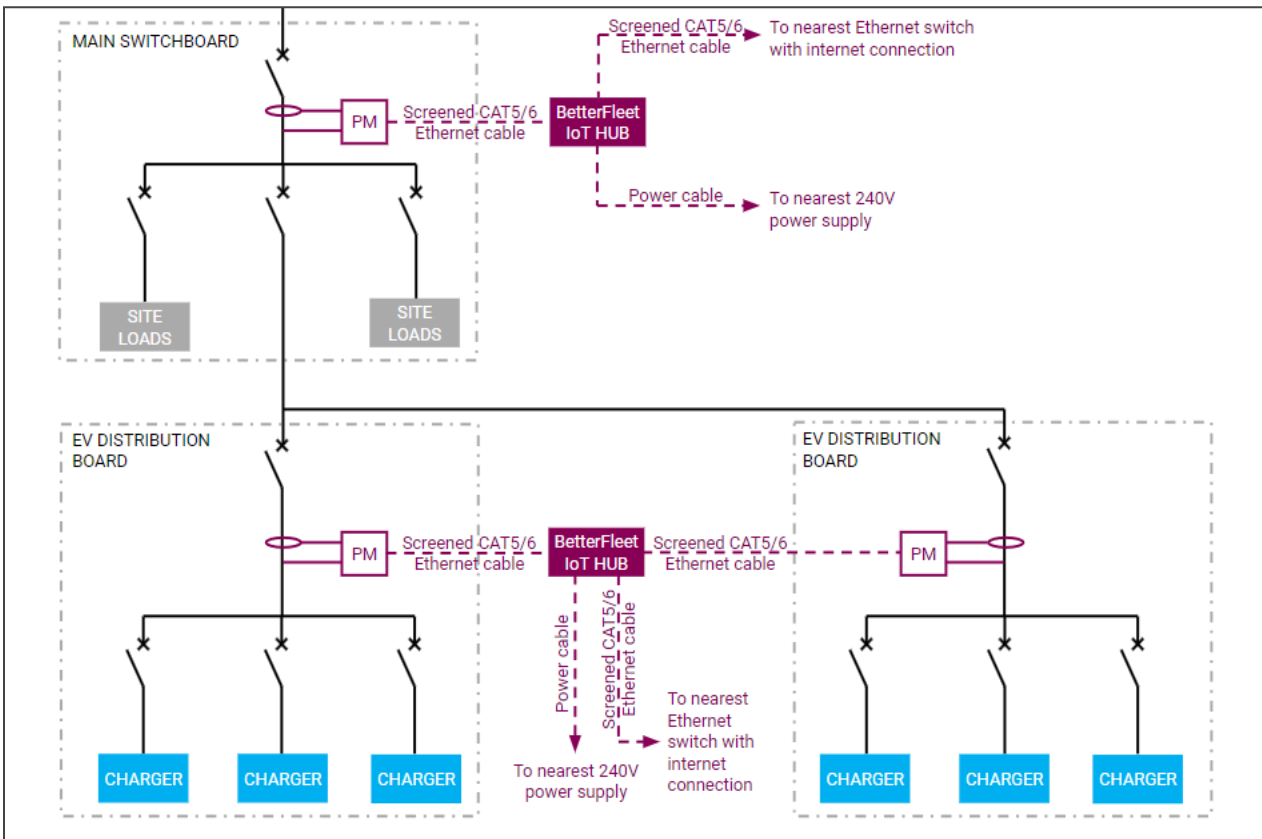 MAIN SWITCHBOARD
Screened CAT5/6
Ethernet cable
To nearest Ethernet switch
with internet connection
PM
Screened CAT5/6
Ethernet cable
BetterFleet
IoT HUB
Power cable
To nearest 240V
power supply
SITE
LOADS
SITE
LOADS
EV DISTRIBUTION
BOARD
EV DISTRIBUTION
BOARD
PM
Screened CAT5/6
Ethernet cable
BetterFleet
IoT HUB
Screened CAT5/6
Ethernet cable
PM
Power cable
Screened CAT5/6
Ethernet cable
To nearest
Ethernet
switch with
internet
connection
To nearest 240V
power supply
CHARGER
CHARGER
CHARGER
CHARGER
CHARGER
CHARGER